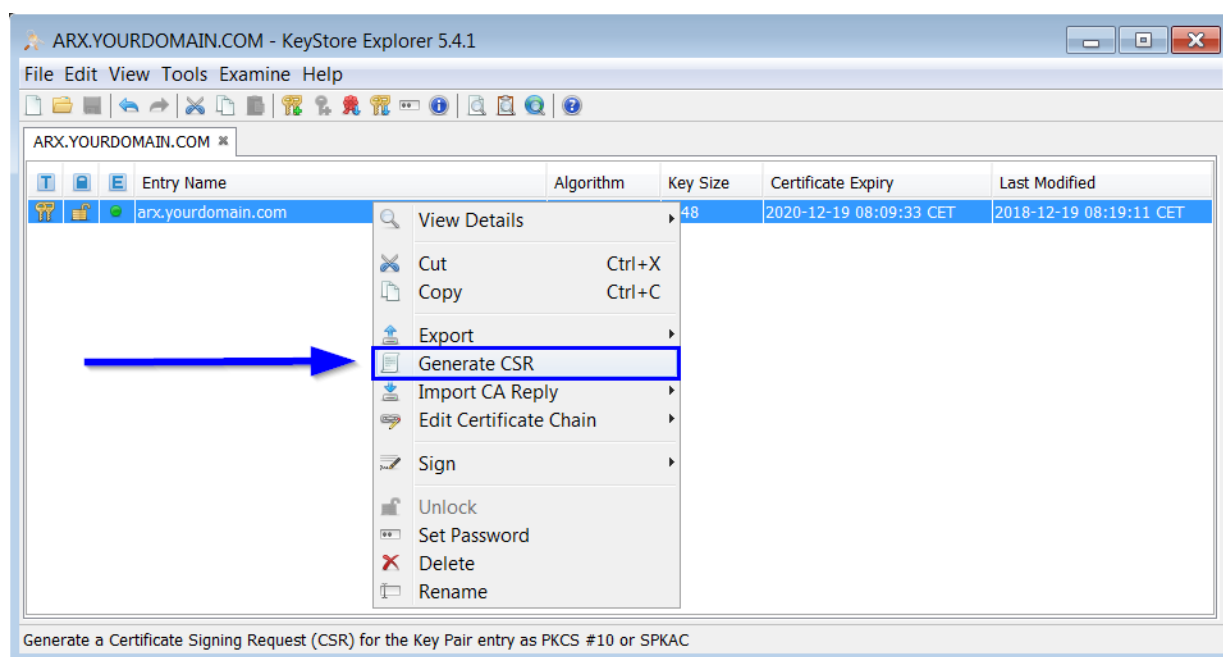 ARX.YOURDOMAIN.COM - KeyStore Explorer 5.4.1
File Edit View Tools Examine Help
ARX.YOURDOMAIN.COM
T E Entry Name Algorithm Key Size Certificate Expiry Last Modified
arx.yourdomain.com 48 2020-12-19 08:09:33 CET 2018-12-19 08:19:11 CET
View Details
Cut Ctrl+X
Copy Ctrl+C
Export
Generate CSR
Import CA Reply
Edit Certificate Chain
Sign
Unlock
Set Password
Delete
Rename
Generate a Certificate Signing Request (CSR) for the Key Pair entry as PKCS #10 or SPKAC